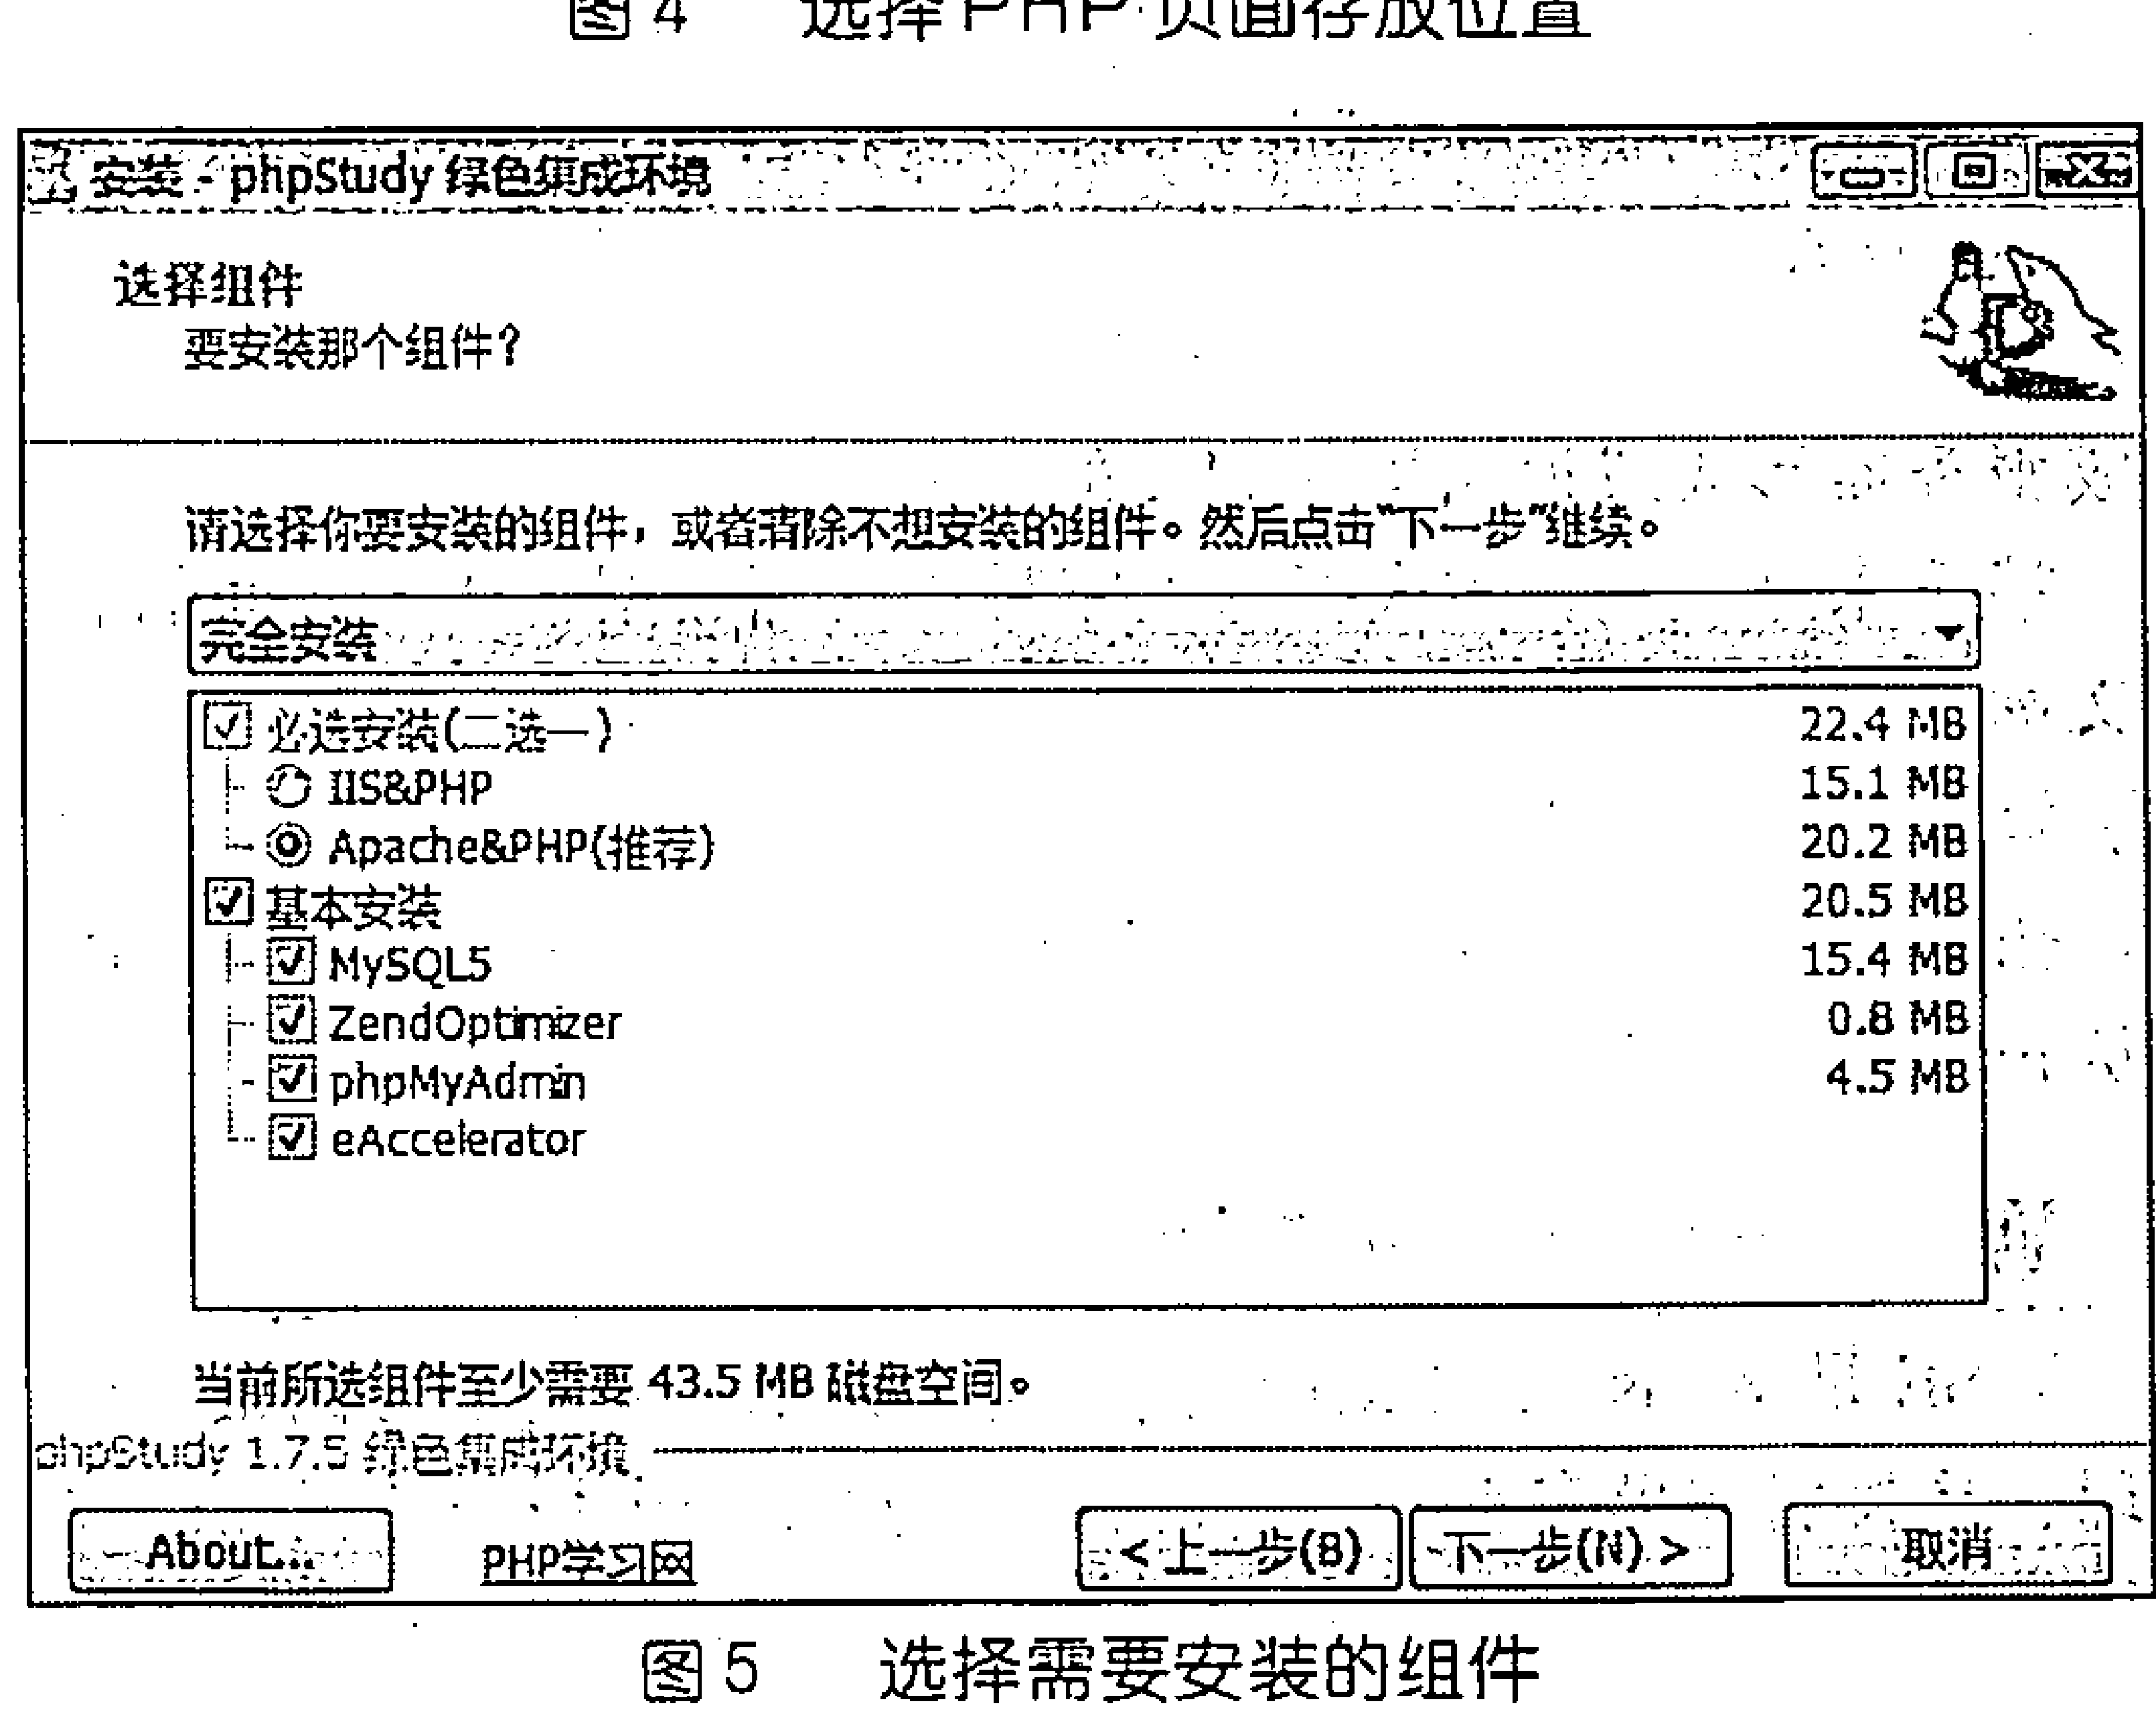 图4 选择PHP页面存放位置
安装 - phpStudy 绿色集成环境
选择组件
要安装那个组件?
请选择你要安装的组件，或者清除不想安装的组件。然后点击“下一步”继续。
完全安装
必选安装(二选一) 22.4 MB
IIS&PHP 15.1 MB
Apache&PHP(推荐) 20.2 MB
基本安装 20.5 MB
MySQL5 15.4 MB
ZendOptimizer 0.8 MB
phpMyAdmin 4.5 MB
eAccelerator
当前所选组件至少需要 43.5 MB 磁盘空间。
phpStudy 1.7.5 绿色集成环境
About... PHP学习网 < 上一步(B) 下一步(N) > 取消
图5 选择需要安装的组件